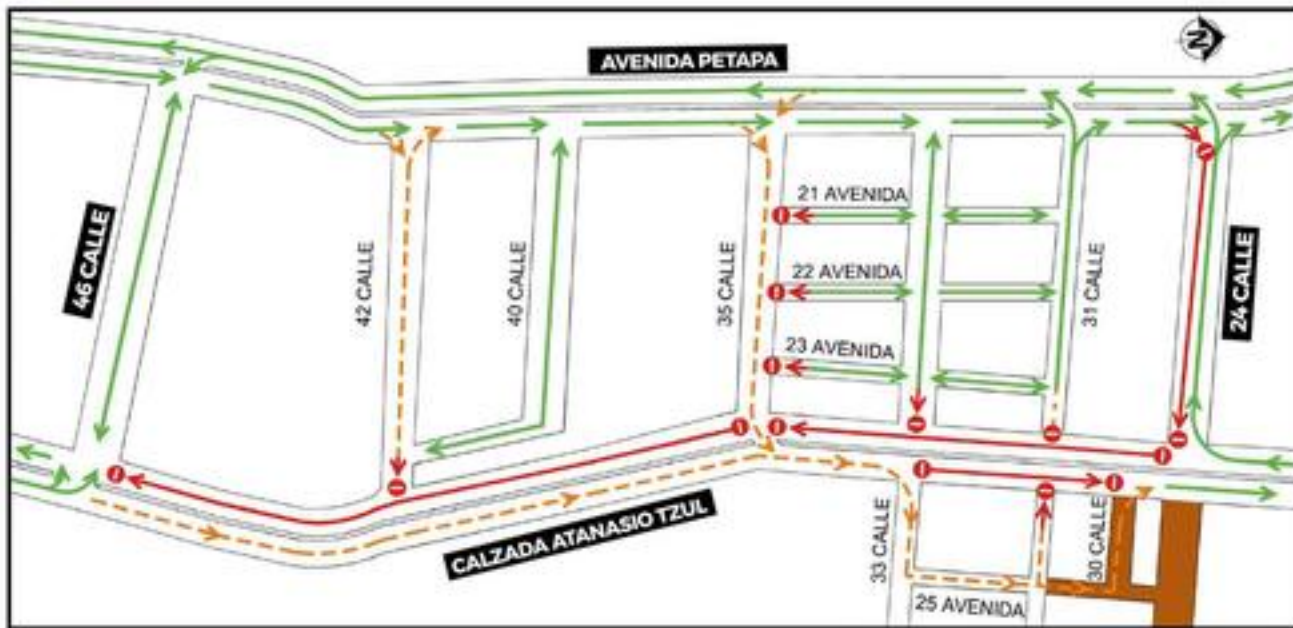 N
AVENIDA PETAPA
21 AVENIDA
46 CALLE
42 CALLE
40 CALLE
35 CALLE
22 AVENIDA
31 CALLE
24 CALLE
23 AVENIDA
CALZADA ATANASIO TZUL
33 CALLE
30 CALLE
25 AVENIDA